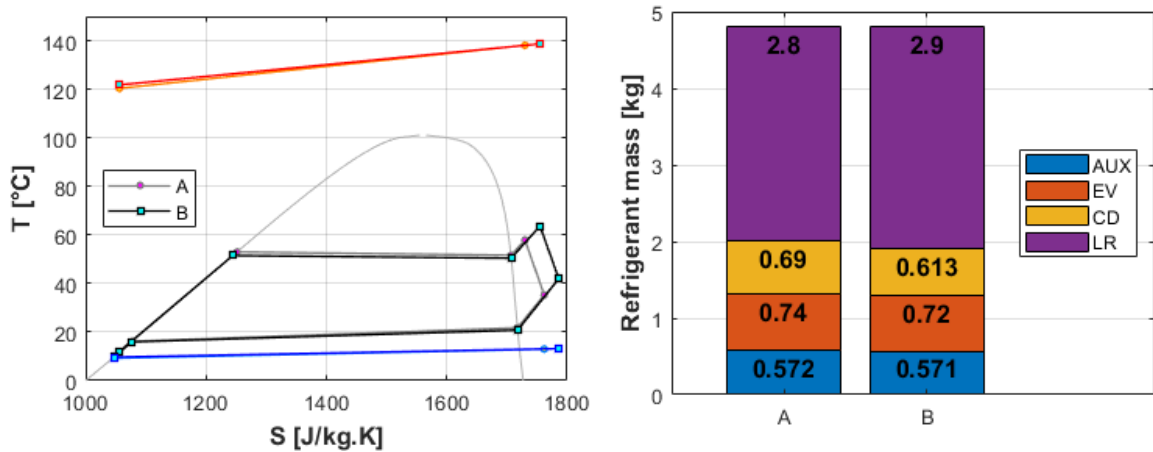 140
120
100
80
60
40
20
0
T [°C]
A
B
1000
1200
1400
1600
1800
S [J/kg.K]
5
4
3
2
1
0
Refrigerant mass [kg]
2.8
2.9
0.69
0.613
0.74
0.72
0.572
0.571
AUX
EV
CD
LR
A
B